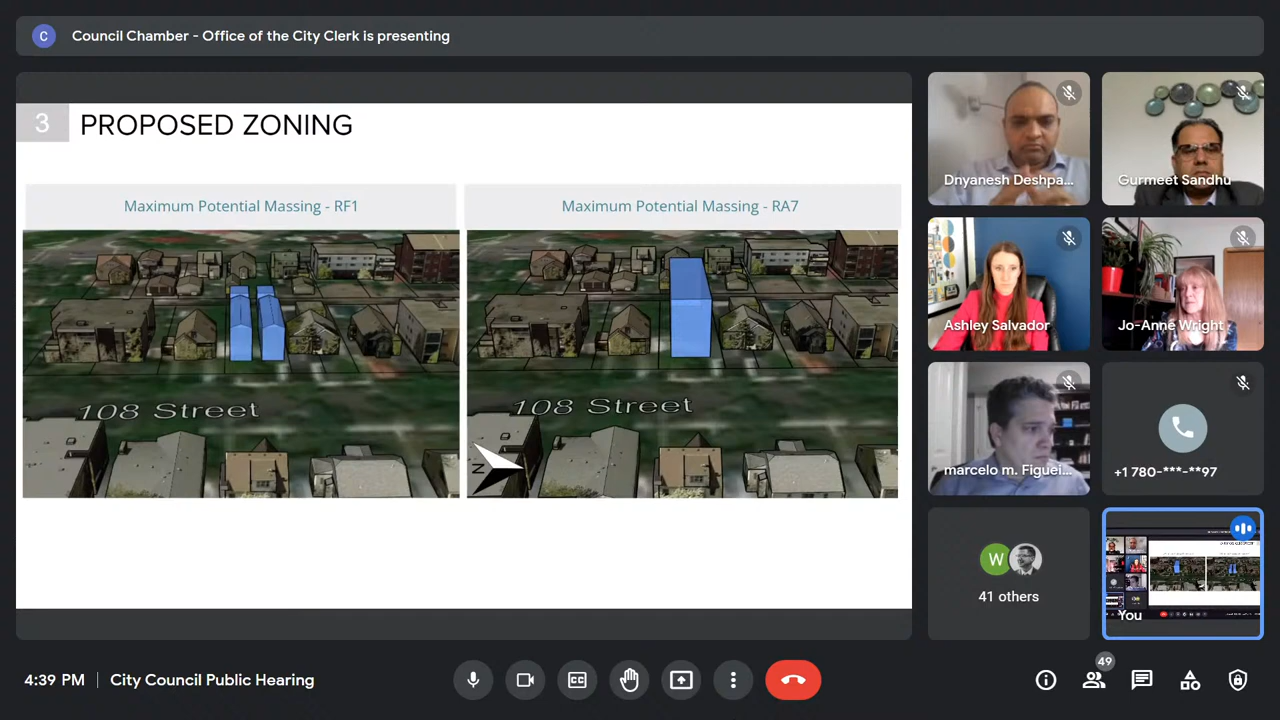 C
Council Chamber - Office of the City Clerk is presenting
3
PROPOSED ZONING
Maximum Potential Massing - RF1
Maximum Potential Massing - RA7
108 Street
108 Street
N
Dnyanesh Deshpa...
Gurmeet Sandhu
Ashley Salvador
Jo-Anne Wright
marcelo m. Figuei...
+1 780-***-**97
W
41 others
You
4:39 PM
City Council Public Hearing
CC
49